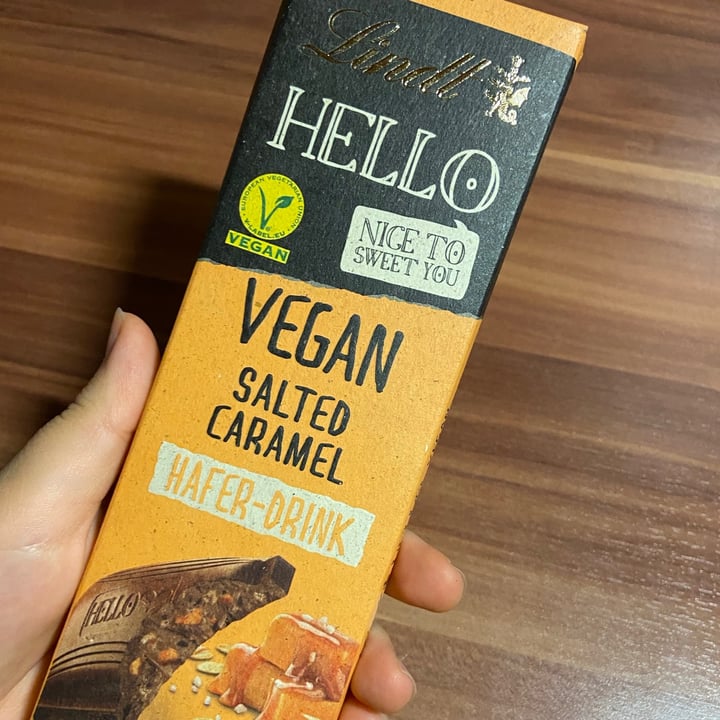 Lindt
HELLO
EUROPEAN VEGETARIAN UNION
V-LABEL.EU
VEGAN
NICE TO
SWEET YOU
VEGAN
SALTED
CARAMEL
HAFER-DRINK
HELLO